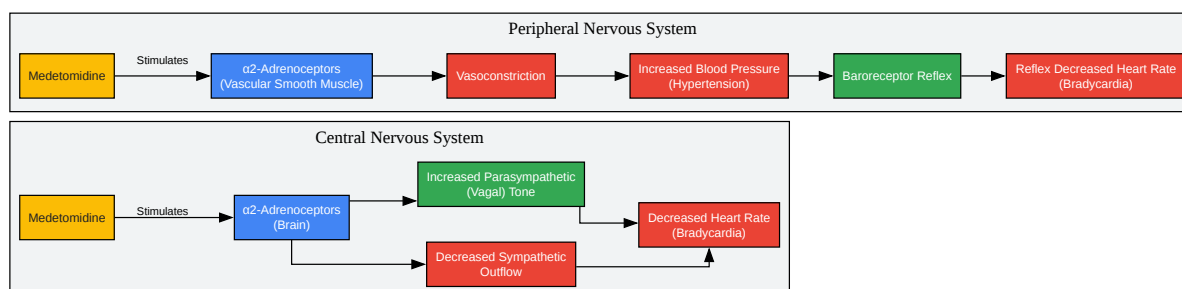 Peripheral Nervous System
Medetomidine
Stimulates
α2-Adrenoceptors
(Vascular Smooth Muscle)
Vasoconstriction
Increased Blood Pressure
(Hypertension)
Baroreceptor Reflex
Reflex Decreased Heart Rate
(Bradycardia)
Central Nervous System
Medetomidine
Stimulates
α2-Adrenoceptors
(Brain)
Increased Parasympathetic
(Vagal) Tone
Decreased Sympathetic
Outflow
Decreased Heart Rate
(Bradycardia)